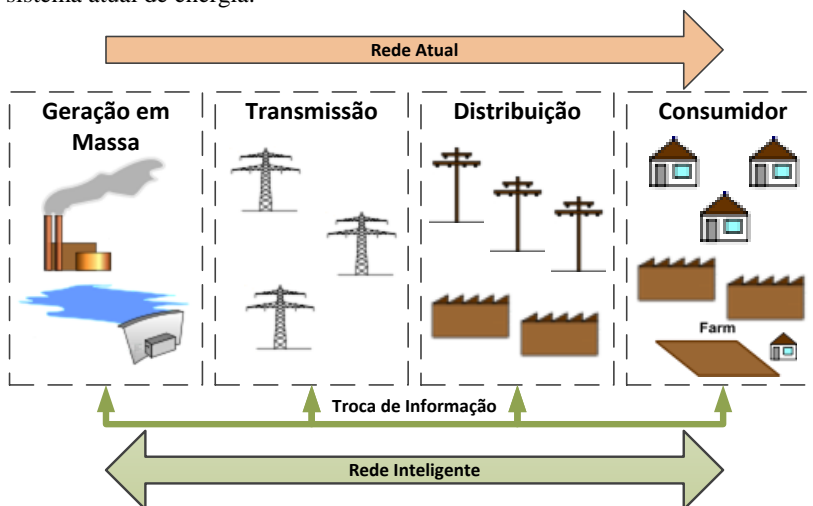 sistema atual de energia.
Rede Atual
Geração em
Massa
Transmissão
Distribuição
Consumidor
Farm
Troca de Informação
Rede Inteligente